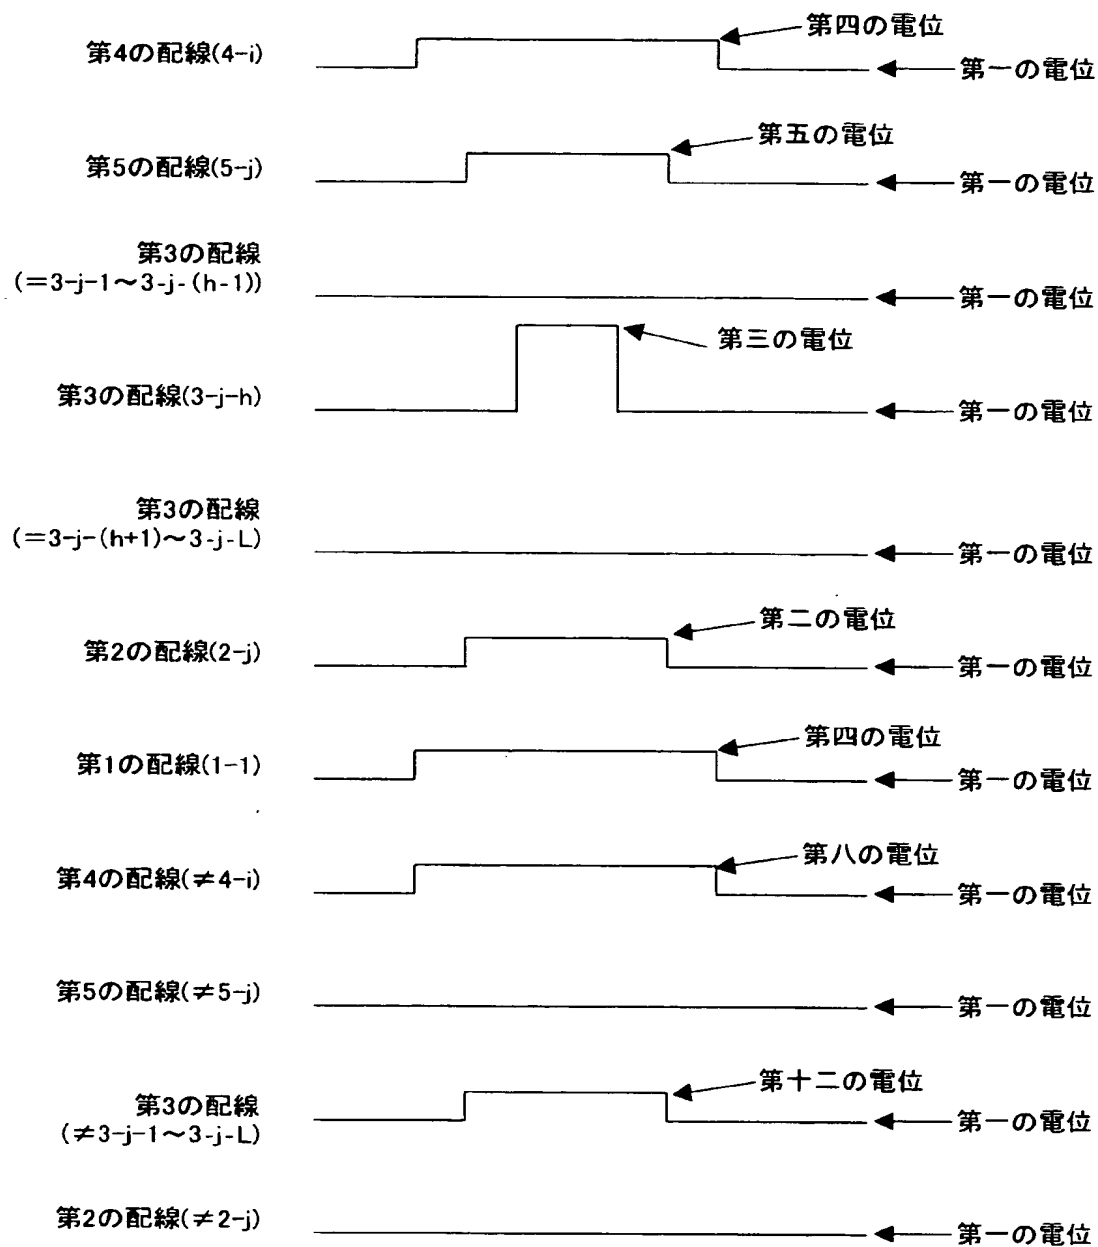 第四の電位
第4の配線(4-i)
第一の電位
第五の電位
第5の配線(5-j)
第一の電位
第3の配線
(=3-j-1～3-j-(h-1))
第一の電位
第三の電位
第3の配線(3-j-h)
第一の電位
第3の配線
(=3-j-(h+1)～3-j-L)
第一の電位
第二の電位
第2の配線(2-j)
第一の電位
第四の電位
第1の配線(1-1)
第一の電位
第八の電位
第4の配線(≠4-i)
第一の電位
第5の配線(≠5-j)
第一の電位
第十二の電位
第3の配線
(≠3-j-1～3-j-L)
第一の電位
第2の配線(≠2-j)
第一の電位